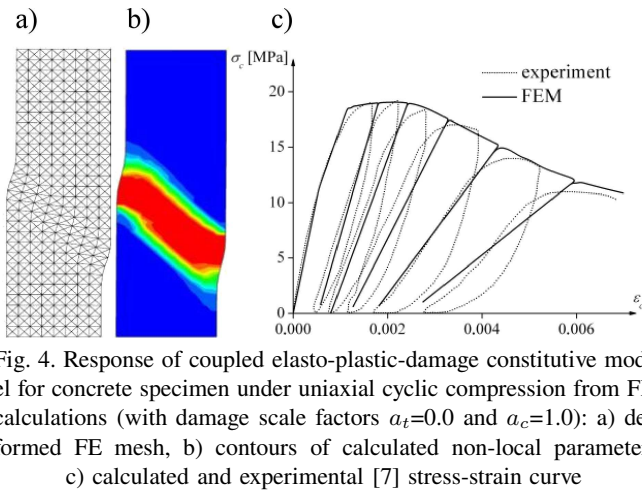 a) b) c)
σc [MPa]
experiment
FEM
20
15
10
5
0
0.000 0.002 0.004 0.006
εc
Fig. 4. Response of coupled elasto-plastic-damage constitutive mod
el for concrete specimen under uniaxial cyclic compression from FE
calculations (with damage scale factors at=0.0 and ac=1.0): a) de
formed FE mesh, b) contours of calculated non-local parameter
c) calculated and experimental [7] stress-strain curve